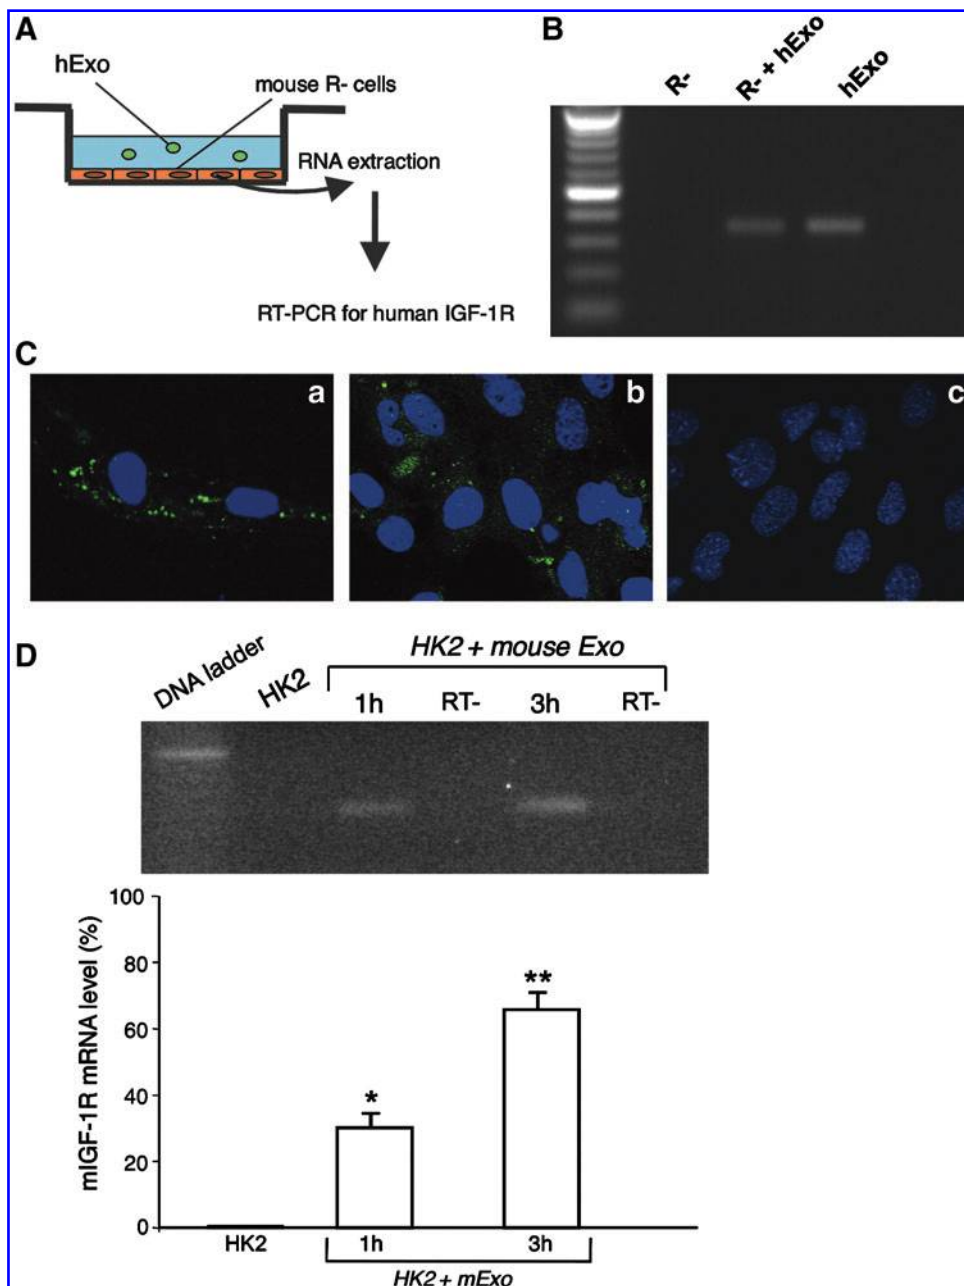 A
hExo
mouse R- cells
RNA extraction
RT-PCR for human IGF-1R
B
R-
R- + hExo
hExo
C
a
b
c
D
DNA ladder
HK2
HK2 + mouse Exo
1h
RT-
3h
RT-
mIGF-1R mRNA level (%)
100
80
60
40
20
0
*
**
HK2
1h
3h
HK2 + mExo